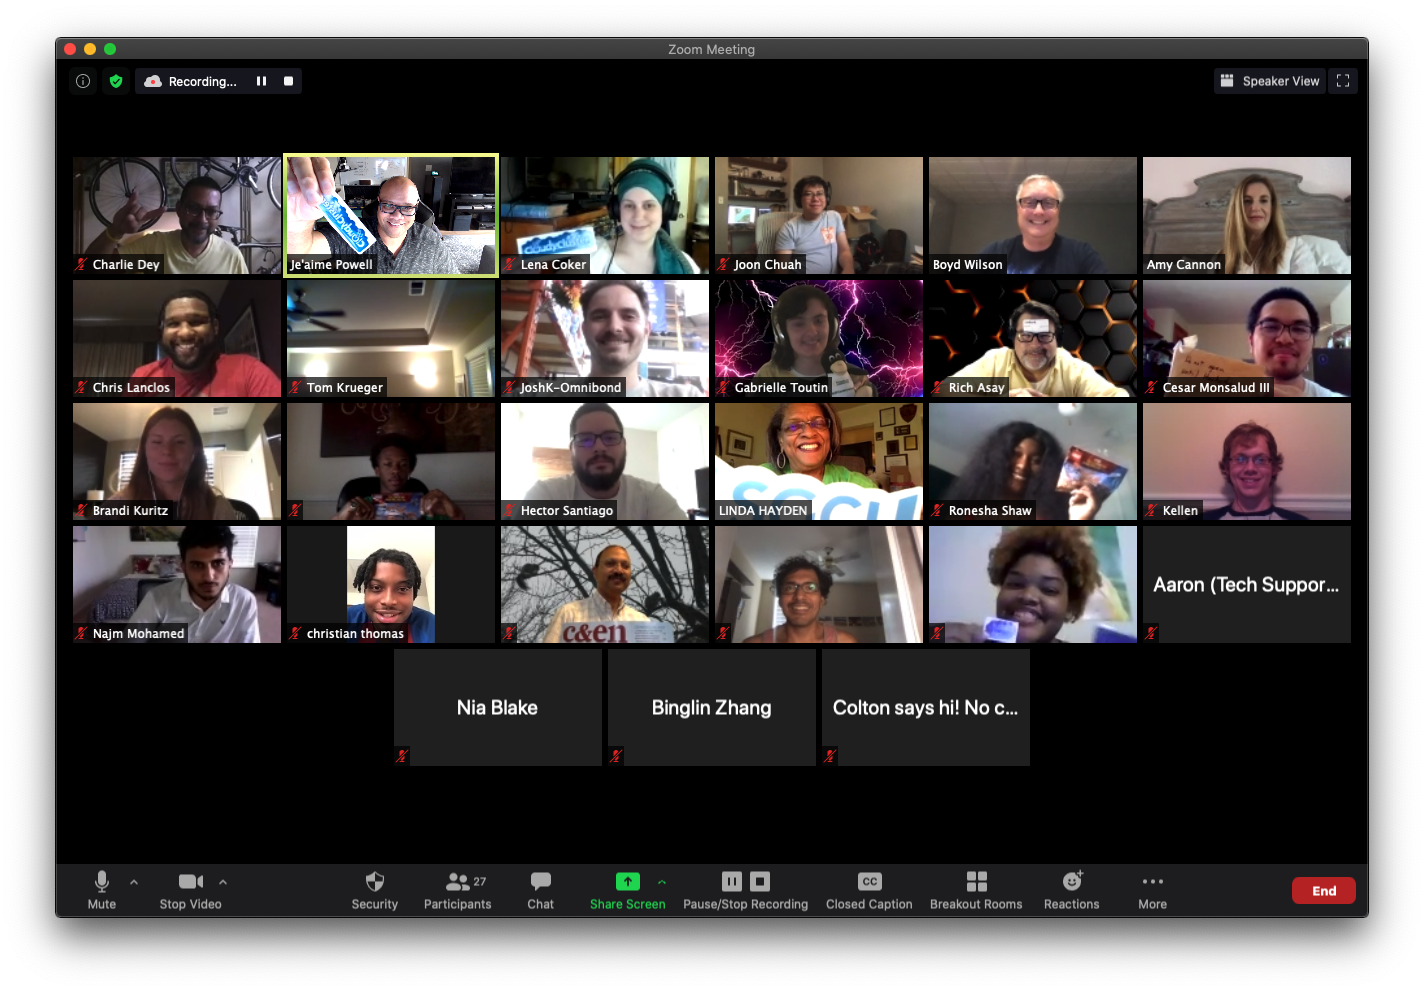 Zoom Meeting
Recording...
Speaker View
Charlie Dey
Je'aime Powell
cloudycluster
Lena Coker
Joon Chuah
Boyd Wilson
Amy Cannon
Chris Lanclos
Tom Krueger
JoshK-Omnibond
Gabrielle Toutin
Rich Asay
Cesar Monsalud III
Brandi Kuritz
Hector Santiago
LINDA HAYDEN
Ronesha Shaw
Kellen
Najm Mohamed
christian thomas
c&en
Aaron (Tech Suppor...
Nia Blake
Binglin Zhang
Colton says hi! No c...
Mute
Stop Video
Security
Participants
27
Chat
Share Screen
Pause/Stop Recording
CC
Closed Caption
Breakout Rooms
Reactions
More
End